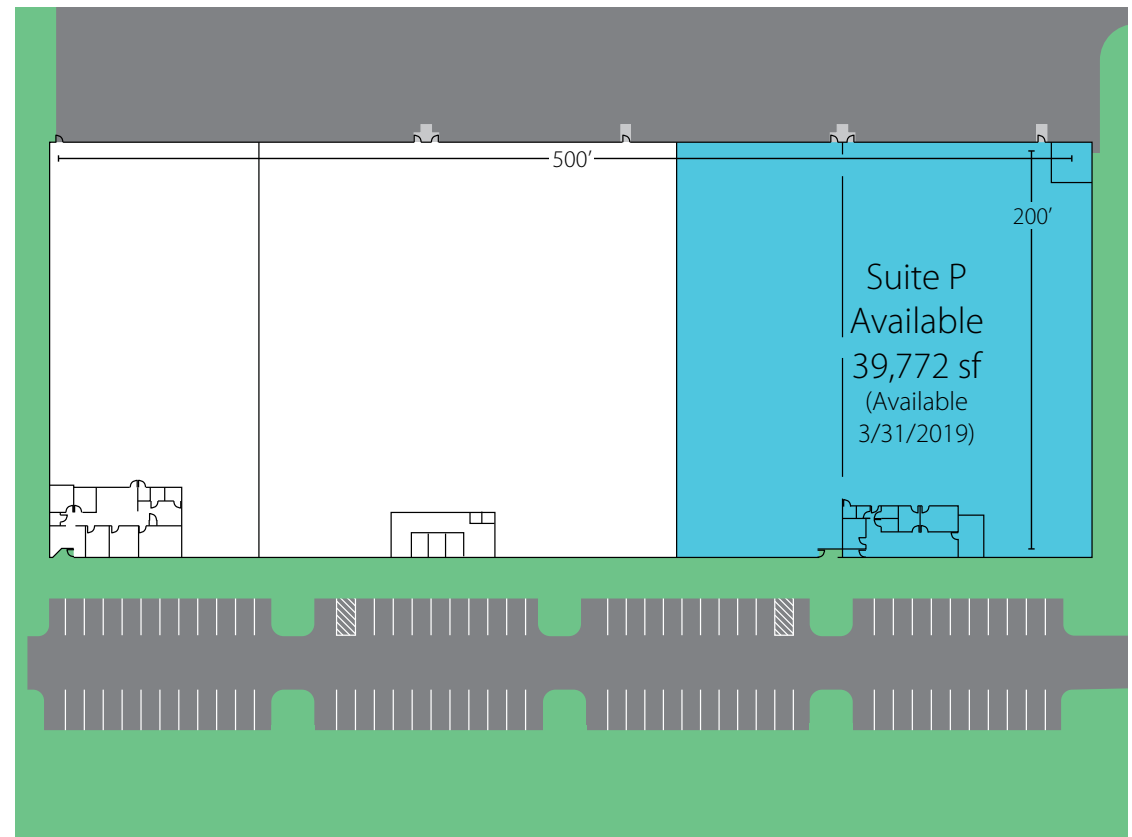 500’
200’
Suite P
Available
39,772 sf
(Available
3/31/2019)